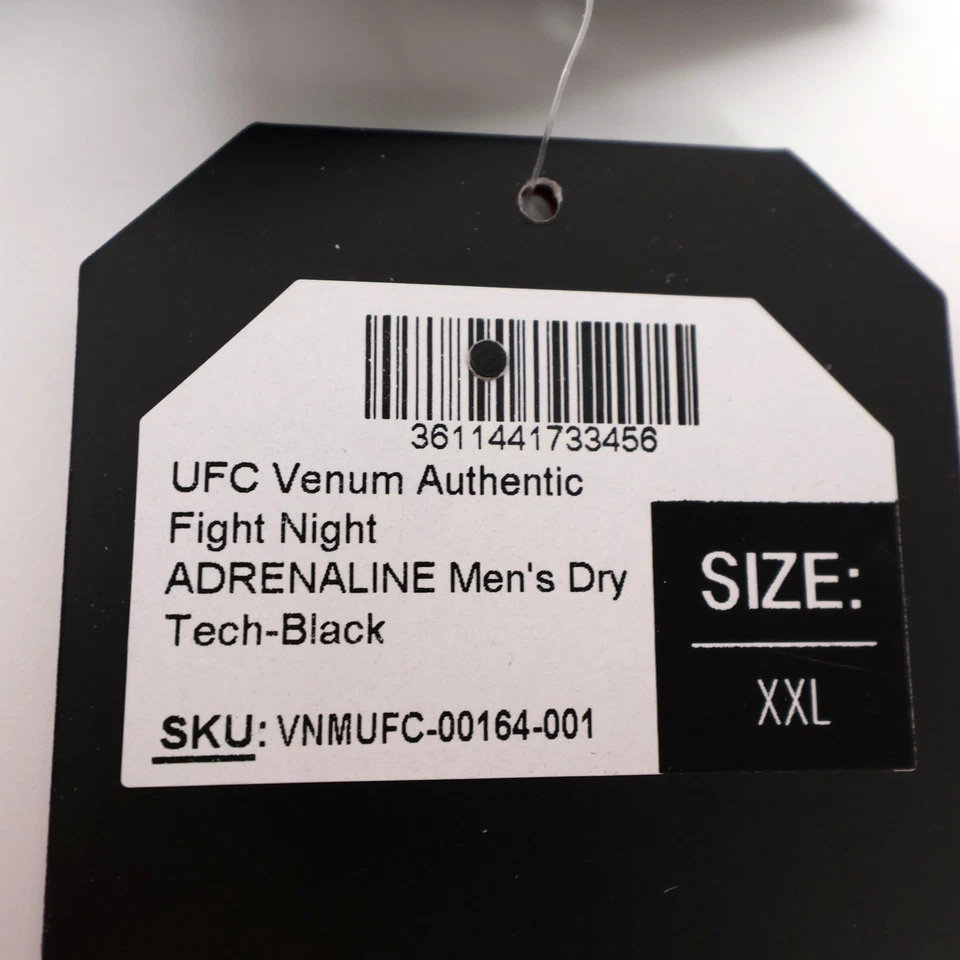 3611441733456
UFC Venum Authentic
Fight Night
ADRENALINE Men's Dry
Tech-Black
SIZE:
XXL
SKU: VNMUFC-00164-001